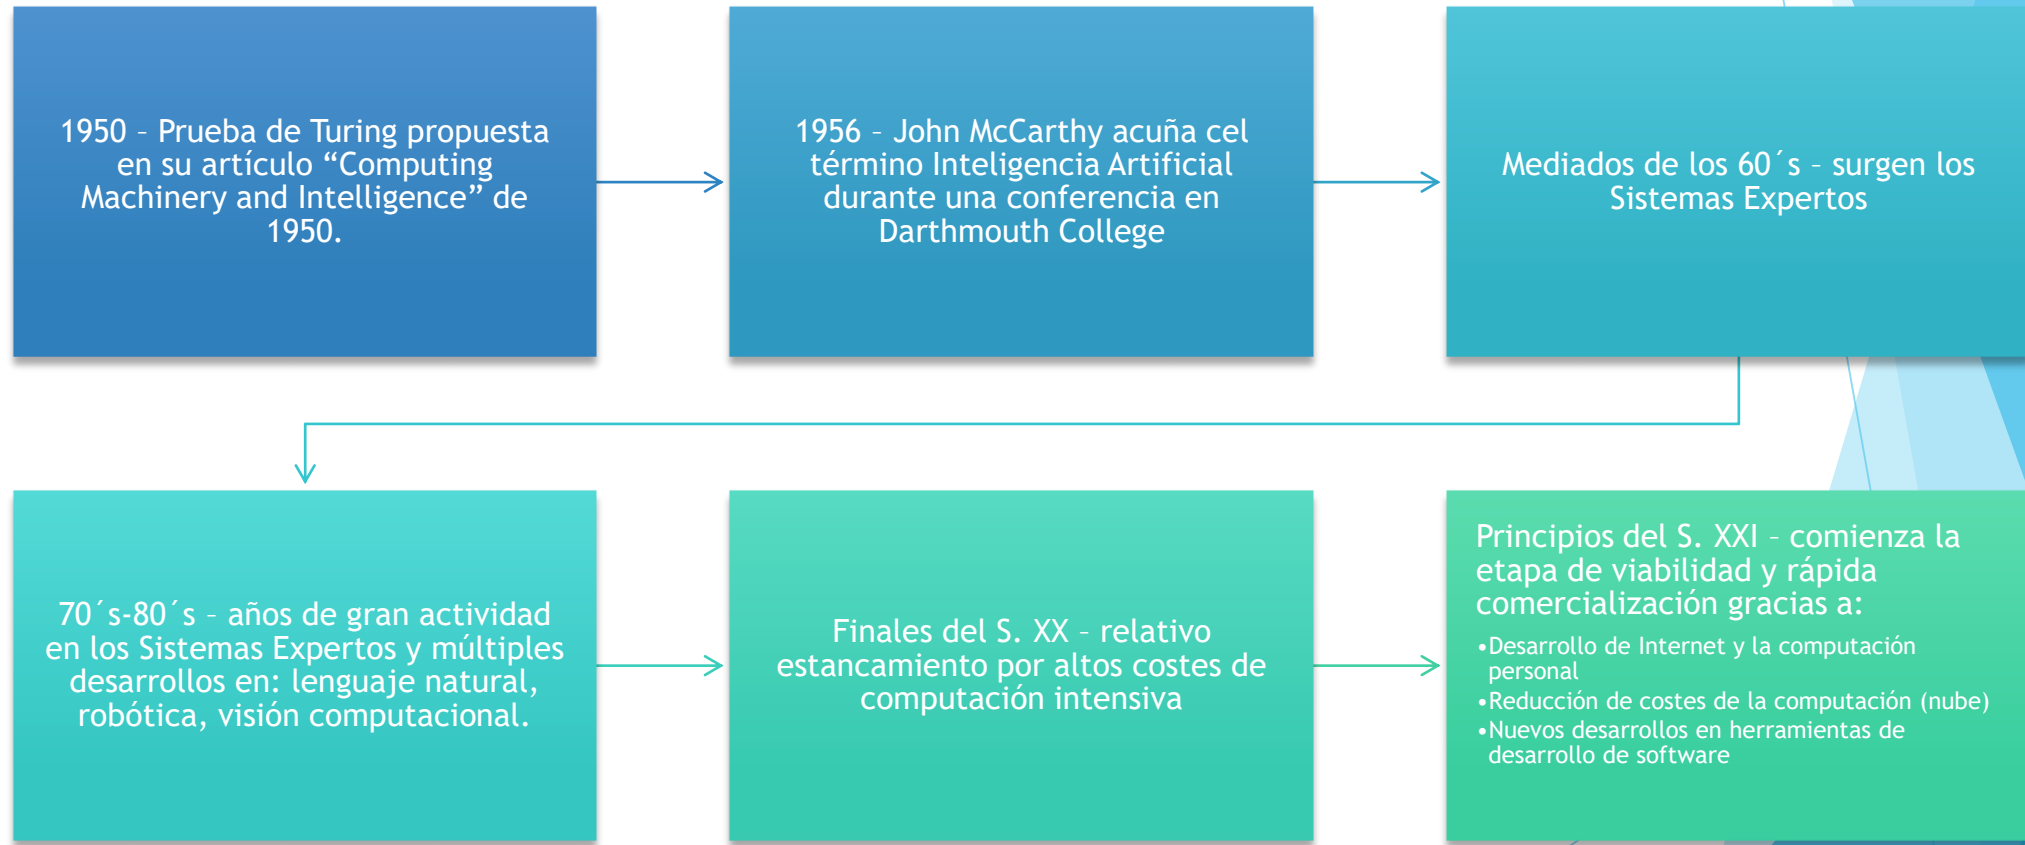 1950 – Prueba de Turing propuesta
en su artículo “Computing
Machinery and Intelligence” de
1950.
1956 – John McCarthy acuña cel
término Inteligencia Artificial
durante una conferencia en
Darthmouth College
Mediados de los 60´s – surgen los
Sistemas Expertos
70´s-80´s – años de gran actividad
en los Sistemas Expertos y múltiples
desarrollos en: lenguaje natural,
robótica, visión computacional.
Finales del S. XX – relativo
estancamiento por altos costes de
computación intensiva
Principios del S. XXI – comienza la
etapa de viabilidad y rápida
comercialización gracias a:
•Desarrollo de Internet y la computación
personal
•Reducción de costes de la computación (nube)
•Nuevos desarrollos en herramientas de
desarrollo de software